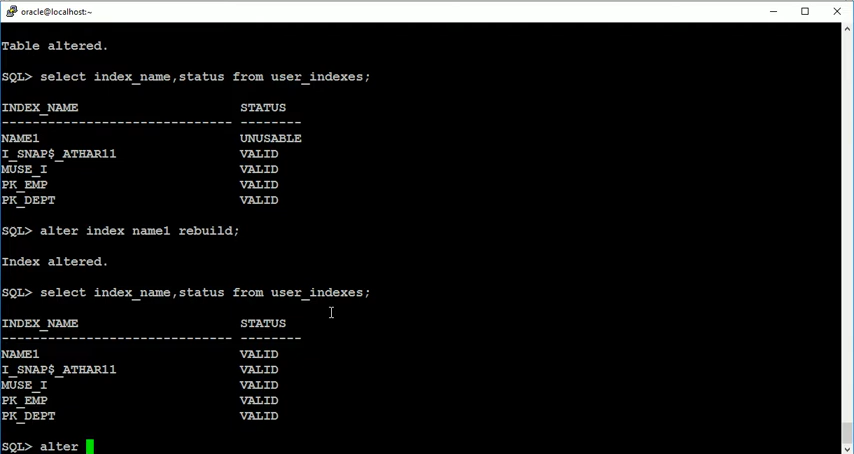 oracle@localhost:~
Table altered.
SQL> select index_name,status from user_indexes;
INDEX_NAME                     STATUS
------------------------------ --------
NAME1                          UNUSABLE
I_SNAP$_ATHAR11                VALID
MUSE_I                         VALID
PK_EMP                         VALID
PK_DEPT                        VALID
SQL> alter index name1 rebuild;
Index altered.
SQL> select index_name,status from user_indexes;
INDEX_NAME                     STATUS
------------------------------ --------
NAME1                          VALID
I_SNAP$_ATHAR11                VALID
MUSE_I                         VALID
PK_EMP                         VALID
PK_DEPT                        VALID
SQL> alter